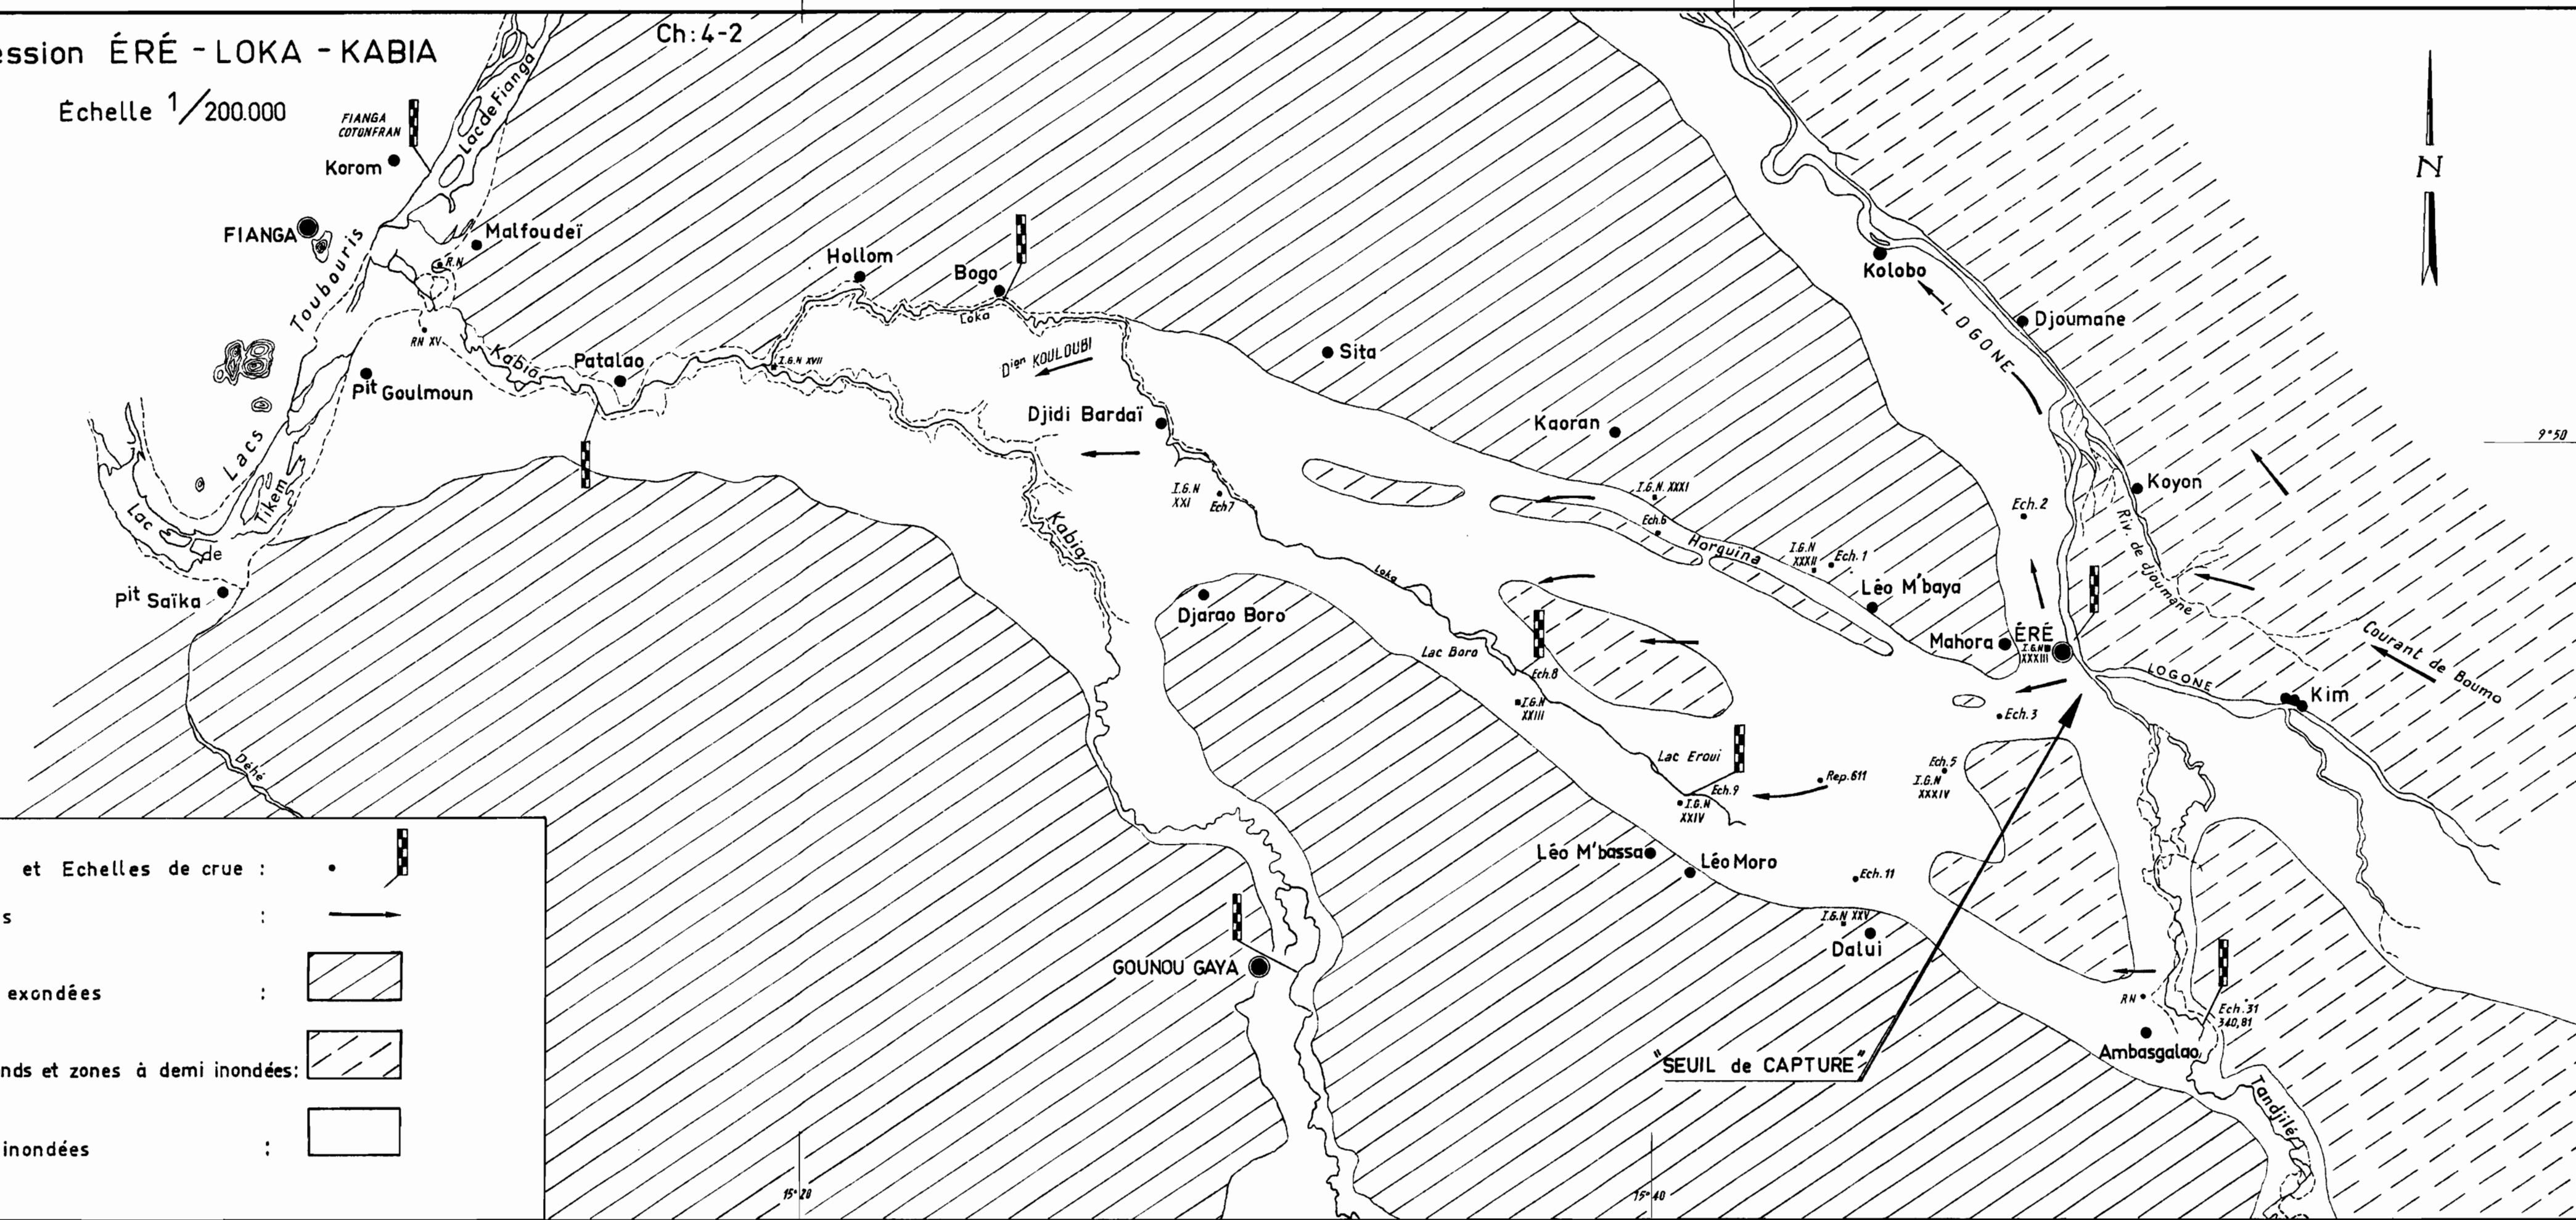 ession ÉRÉ - LOKA - KABIA
Échelle 1/200.000
Ch: 4-2
FIANGA
COTONFRAN
Korom
Lac de Fianga
FIANGA
Malfoudeï
R.N
Toubouris
RN XV
Kabia
Patalao
Pit Goulmoun
Lacs
Tikem
Lac
de
Pit Saïka
Déhé
Hollom
Bogo
Loka
I.G.N XVII
Dion KOULOUBI
Djidi Bardaï
I.G.N
XXI
Ech7
Kabia
Djarao Boro
Sita
Kaoran
I.G.N. XXXI
Ech.6
Horquina
I.G.N
XXXII
Ech. 1
Léo M'baya
Loka
Lac Boro
Ech.8
I.G.N
XXIII
Lac Eroui
Ech.9
I.G.N
XXIV
Rep.611
Léo M'bassa
Léo Moro
Ech. 11
I.G.N XXV
Dalui
GOUNOU GAYA
Kolobo
LOGONE
Djoumane
N
9°50
Koyon
Ech.2
Riv. de djoumane
Mahora
ÉRÉ
I.G.N
XXXIII
LOGONE
Courant de Boumo
Kim
Ech.3
Ech.5
I.G.N
XXXIV
"SEUIL de CAPTURE"
RN
Ech.31
340,81
Ambasgalao
Tandjilé
et Echelles de crue :
s :
exondées :
nds et zones à demi inondées:
inondées :
15°20
15°40